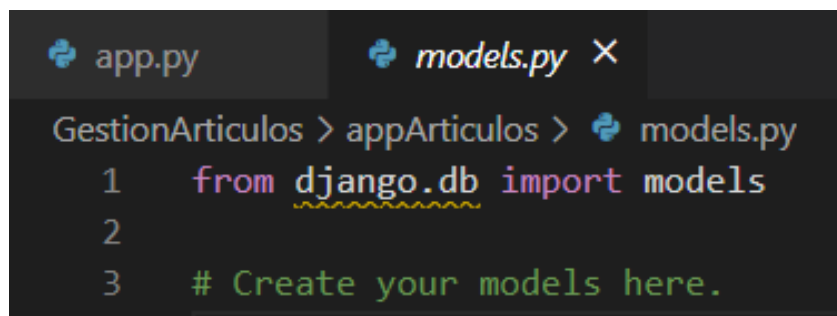 app.py models.py
GestionArticulos > appArticulos > models.py
1 from django.db import models
2
3 # Create your models here.